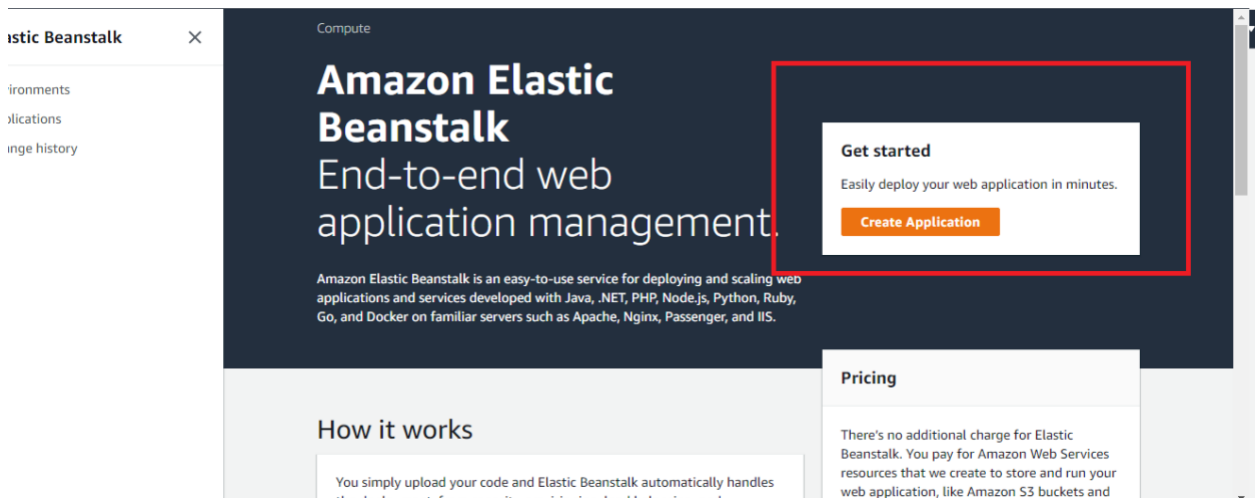 astic Beanstalk
vironments
plications
ange history
Compute
Amazon Elastic
Beanstalk
End-to-end web
application management.
Amazon Elastic Beanstalk is an easy-to-use service for deploying and scaling web
applications and services developed with Java, .NET, PHP, Node.js, Python, Ruby,
Go, and Docker on familiar servers such as Apache, Nginx, Passenger, and IIS.
Get started
Easily deploy your web application in minutes.
Create Application
How it works
You simply upload your code and Elastic Beanstalk automatically handles
Pricing
There's no additional charge for Elastic
Beanstalk. You pay for Amazon Web Services
resources that we create to store and run your
web application, like Amazon S3 buckets and